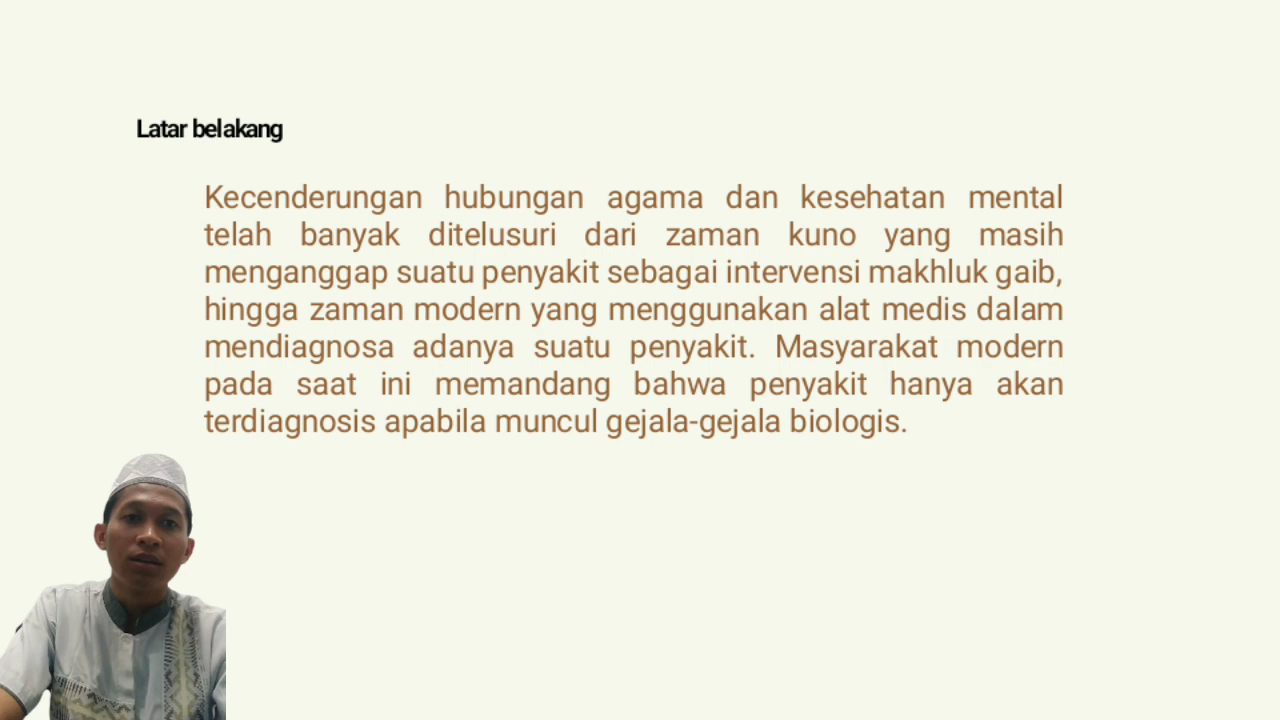 Latar belakang
Kecenderungan hubungan agama dan kesehatan mental
telah banyak ditelusuri dari zaman kuno yang masih
menganggap suatu penyakit sebagai intervensi makhluk gaib,
hingga zaman modern yang menggunakan alat medis dalam
mendiagnosa adanya suatu penyakit. Masyarakat modern
pada saat ini memandang bahwa penyakit hanya akan
terdiagnosis apabila muncul gejala-gejala biologis.